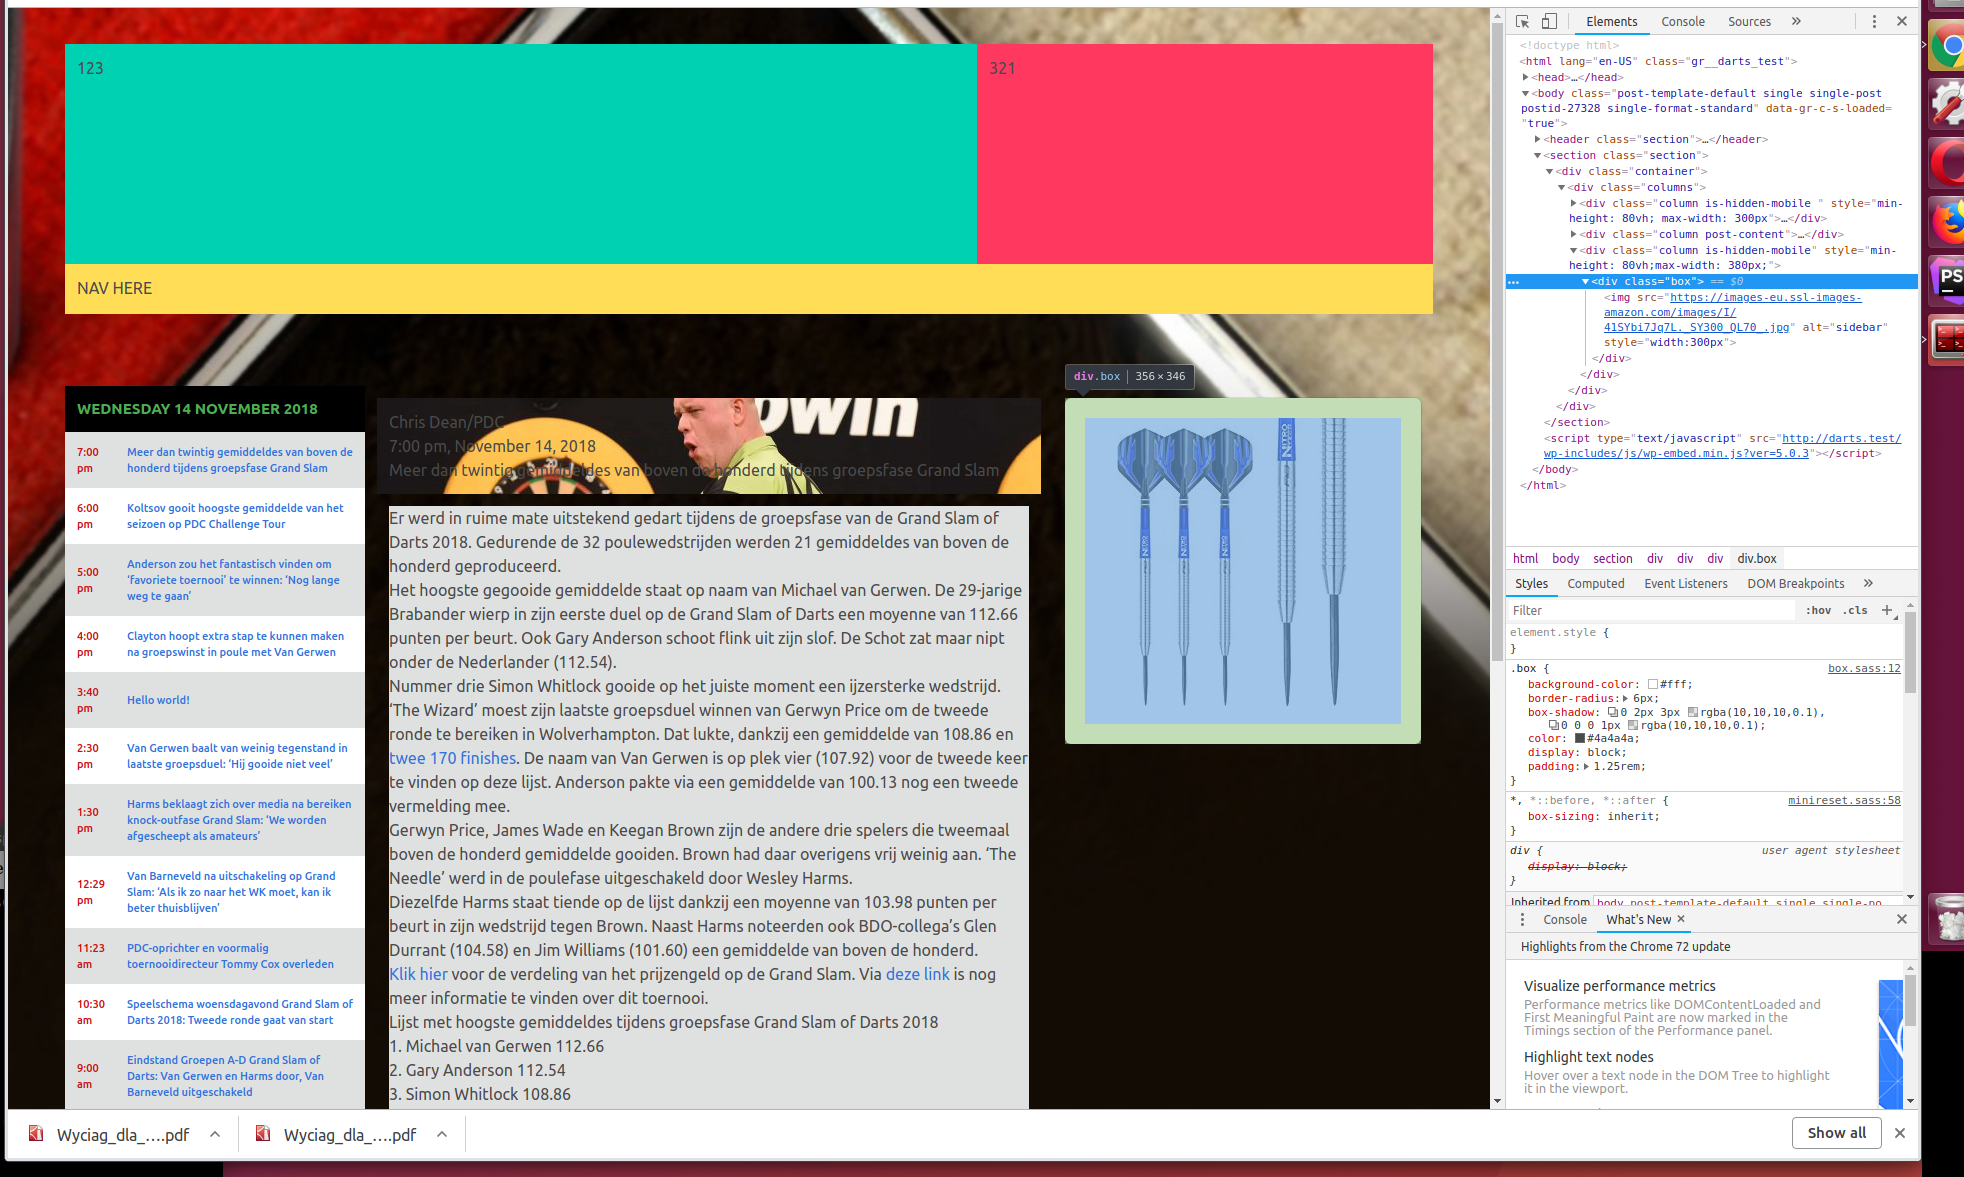 123
321
NAV HERE
WEDNESDAY 14 NOVEMBER 2018
7:00 pm
Meer dan twintig gemiddeldes van boven de
honderd tijdens groepsfase Grand Slam
6:00 pm
Koltsov gooit hoogste gemiddelde van het
seizoen op PDC Challenge Tour
5:00 pm
Anderson zou het fantastisch vinden om
‘favoriete toernooi’ te winnen: ‘Nog lange
weg te gaan’
4:00 pm
Clayton hoopt extra stap te kunnen maken
na groepswinst in poule met Van Gerwen
3:40 pm
Hello world!
2:30 pm
Van Gerwen baalt van weinig tegenstand in
laatste groepsduel: ‘Hij gooide niet veel’
1:30 pm
Harms beklaagt zich over media na bereiken
knock-outfase Grand Slam: ‘We worden
afgescheept als amateurs’
12:29 pm
Van Barneveld na uitschakeling op Grand
Slam: ‘Als ik zo naar het WK moet, kan ik
beter thuisblijven’
11:23 am
PDC-oprichter en voormalig
toernooidirecteur Tommy Cox overleden
10:30 am
Speelschema woensdagavond Grand Slam of
Darts 2018: Tweede ronde gaat van start
9:00 am
Eindstand Groepen A-D Grand Slam of
Darts: Van Gerwen en Harms door, Van
Barneveld uitgeschakeld
Chris Dean/PDC
7:00 pm, November 14, 2018
Meer dan twintig gemiddeldes van boven de honderd tijdens groepsfase Grand Slam
Er werd in ruime mate uitstekend gedart tijdens de groepsfase van de Grand Slam of
Darts 2018. Gedurende de 32 poulewedstrijden werden 21 gemiddeldes van boven de
honderd geproduceerd.
Het hoogste gegooide gemiddelde staat op naam van Michael van Gerwen. De 29-jarige
Brabander wierp in zijn eerste duel op de Grand Slam of Darts een moyenne van 112.66
punten per beurt. Ook Gary Anderson schoot flink uit zijn slof. De Schot zat maar nipt
onder de Nederlander (112.54).
Nummer drie Simon Whitlock gooide op het juiste moment een ijzersterke wedstrijd.
‘The Wizard’ moest zijn laatste groepsduel winnen van Gerwyn Price om de tweede
ronde te bereiken in Wolverhampton. Dat lukte, dankzij een gemiddelde van 108.86 en
twee 170 finishes. De naam van Van Gerwen is op plek vier (107.92) voor de tweede keer
te vinden op deze lijst. Anderson pakte via een gemiddelde van 100.13 nog een tweede
vermelding mee.
Gerwyn Price, James Wade en Keegan Brown zijn de andere drie spelers die tweemaal
boven de honderd gemiddelde gooiden. Brown had daar overigens vrij weinig aan. ‘The
Needle’ werd in de poulefase uitgeschakeld door Wesley Harms.
Diezelfde Harms staat tiende op de lijst dankzij een moyenne van 103.98 punten per
beurt in zijn wedstrijd tegen Brown. Naast Harms noteerden ook BDO-collega’s Glen
Durrant (104.58) en Jim Williams (101.60) een gemiddelde van boven de honderd.
Klik hier voor de verdeling van het prijzengeld op de Grand Slam. Via deze link is nog
meer informatie te vinden over dit toernooi.
Lijst met hoogste gemiddeldes tijdens groepsfase Grand Slam of Darts 2018
1. Michael van Gerwen 112.66
2. Gary Anderson 112.54
3. Simon Whitlock 108.86
div.box 356 × 346
NITRO
Elements Console Sources »
<!doctype html>
<html lang="en-US" class="gr__darts_test">
<head>…</head>
<body class="post-template-default single single-post
postid-27328 single-format-standard" data-gr-c-s-loaded=
"true">
<header class="section">…</header>
<section class="section">
<div class="container">
<div class="columns">
<div class="column is-hidden-mobile " style="min-
height: 80vh; max-width: 300px">…</div>
<div class="column post-content">…</div>
<div class="column is-hidden-mobile" style="min-
height: 80vh;max-width: 380px;">
<div class="box"> == $0
<img src="https://images-eu.ssl-images-
amazon.com/images/I/
41SYbi7Jq7L._SY300_QL70_.jpg" alt="sidebar"
style="width:300px">
</div>
</div>
</div>
</div>
</section>
<script type="text/javascript" src="http://darts.test/
wp-includes/js/wp-embed.min.js?ver=5.0.3"></script>
</body>
</html>
html body section div div div div.box
Styles Computed Event Listeners DOM Breakpoints »
Filter :hov .cls +
element.style {
}
.box { box.sass:12
background-color: #fff;
border-radius: 6px;
box-shadow: 0 2px 3px rgba(10,10,10,0.1),
0 0 0 1px rgba(10,10,10,0.1);
color: #4a4a4a;
display: block;
padding: 1.25rem;
}
*, *::before, *::after { minireset.sass:58
box-sizing: inherit;
}
div { user agent stylesheet
display: block;
}
Inherited from body.post-template-default.single.single-po…
Console What's New ×
Highlights from the Chrome 72 update
Visualize performance metrics
Performance metrics like DOMContentLoaded and
First Meaningful Paint are now marked in the
Timings section of the Performance panel.
Highlight text nodes
Hover over a text node in the DOM Tree to highlight
it in the viewport.
Wyciag_dla_....pdf
Wyciag_dla_....pdf
Show all
PS